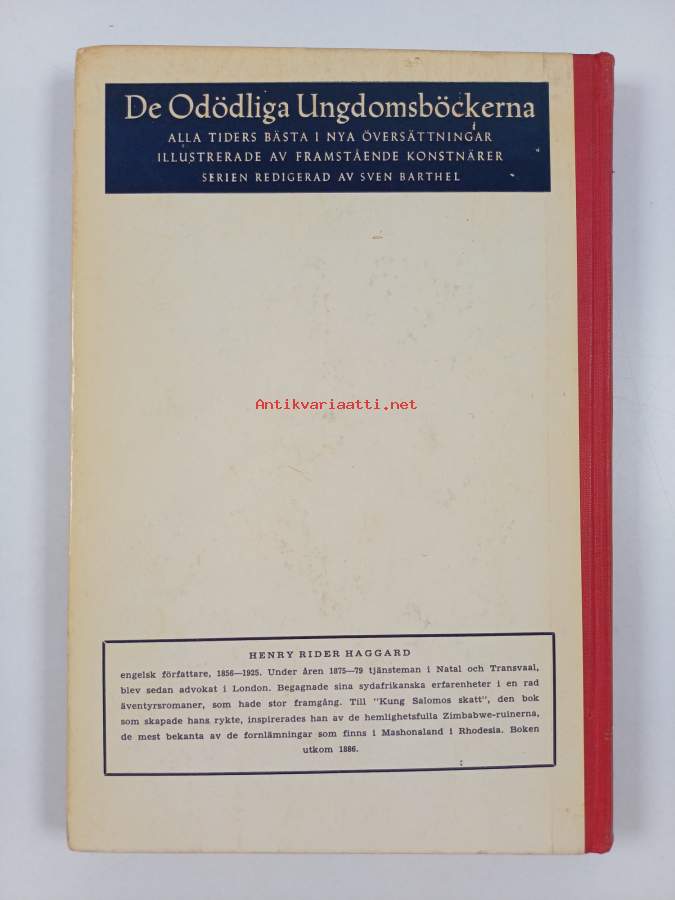 De Odödliga Ungdomsböckerna
ALLA TIDERS BÄSTA I NYA ÖVERSÄTTNINGAR
ILLUSTRERADE AV FRAMSTÅENDE KONSTNÄRER
SERIEN REDIGERAD AV SVEN BARTHEL
Antikvariaatti.net
HENRY RIDER HAGGARD
engelsk författare, 1856—1925. Under åren 1875—79 tjänsteman i Natal och Transvaal,
blev sedan advokat i London. Begagnade sina sydafrikanska erfarenheter i en rad
äventyrsromaner, som hade stor framgång. Till "Kung Salomos skatt", den bok
som skapade hans rykte, inspirerades han av de hemlighetsfulla Zimbabwe-ruinerna,
de mest bekanta av de fornlämningar som finns i Mashonaland i Rhodesia. Boken
utkom 1886.